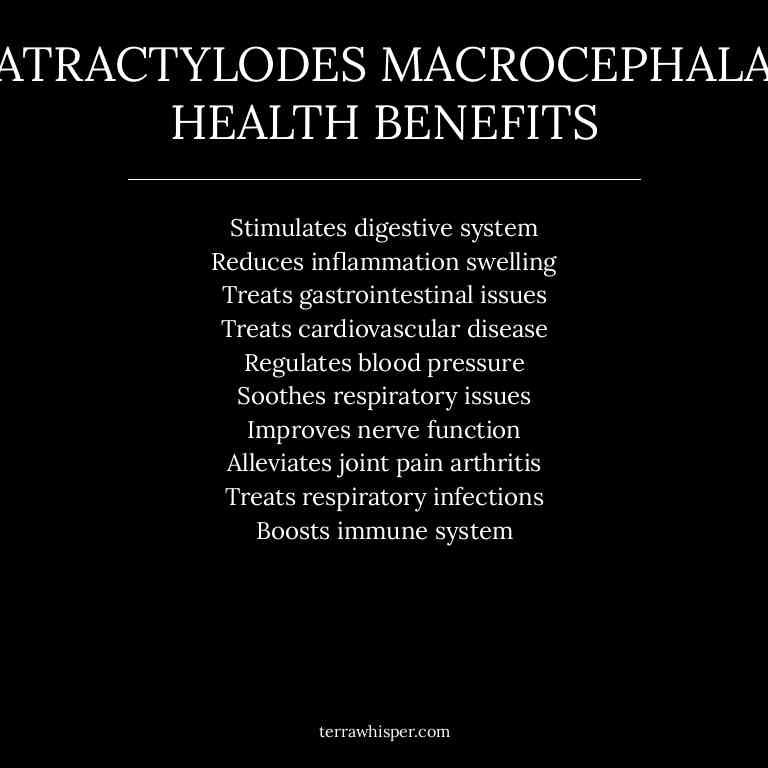 ATRACTYLODES MACROCEPHALA
HEALTH BENEFITS
Stimulates digestive system
Reduces inflammation swelling
Treats gastrointestinal issues
Treats cardiovascular disease
Regulates blood pressure
Soothes respiratory issues
Improves nerve function
Alleviates joint pain arthritis
Treats respiratory infections
Boosts immune system
terrawhisper.com